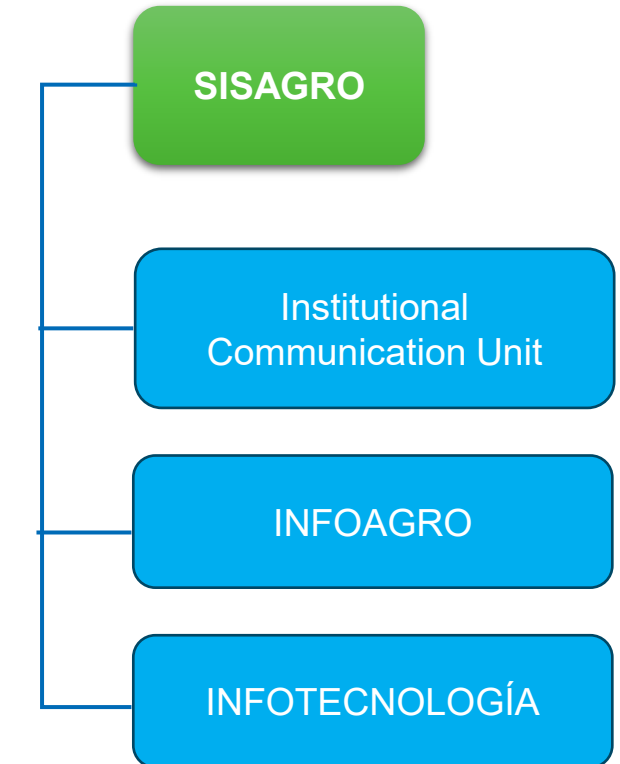 SISAGRO
Institutional
Communication Unit
INFOAGRO
INFOTECNOLOGÍA